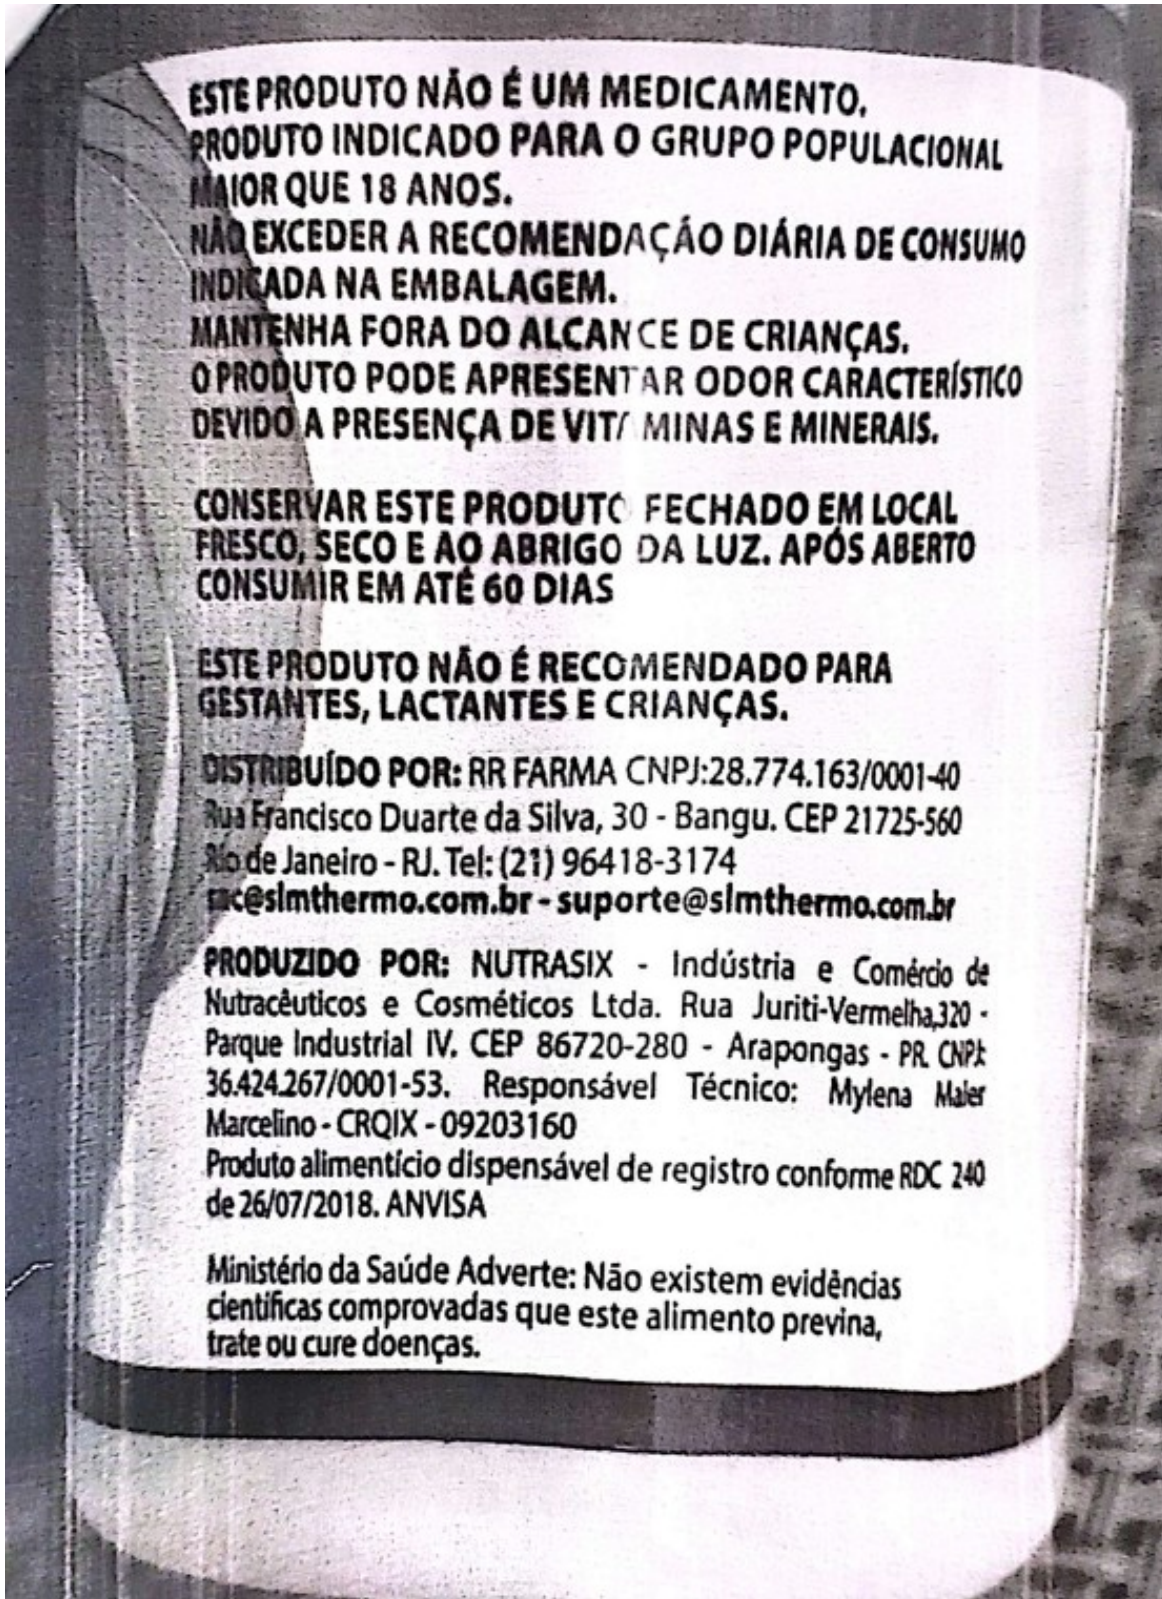 ESTE PRODUTO NÃO É UM MEDICAMENTO.
PRODUTO INDICADO PARA O GRUPO POPULACIONAL
MAIOR QUE 18 ANOS.
NÃO EXCEDER A RECOMENDAÇÃO DIÁRIA DE CONSUMO
INDICADA NA EMBALAGEM.
MANTENHA FORA DO ALCANCE DE CRIANÇAS.
O PRODUTO PODE APRESENTAR ODOR CARACTERÍSTICO
DEVIDO A PRESENÇA DE VITAMINAS E MINERAIS.
CONSERVAR ESTE PRODUTO FECHADO EM LOCAL
FRESCO, SECO E AO ABRIGO DA LUZ. APÓS ABERTO
CONSUMIR EM ATÉ 60 DIAS
ESTE PRODUTO NÃO É RECOMENDADO PARA
GESTANTES, LACTANTES E CRIANÇAS.
DISTRIBUÍDO POR: RR FARMA CNPJ:28.774.163/0001-40
Rua Francisco Duarte da Silva, 30 - Bangu. CEP 21725-560
Rio de Janeiro - RJ. Tel: (21) 96418-3174
sac@slmthermo.com.br - suporte@slmthermo.com.br
PRODUZIDO POR: NUTRASIX - Indústria e Comércio de
Nutracêuticos e Cosméticos Ltda. Rua Juriti-Vermelha,320 -
Parque Industrial IV. CEP 86720-280 - Arapongas - PR. CNPJ:
36.424.267/0001-53. Responsável Técnico: Mylena Maier
Marcelino - CRQIX - 09203160
Produto alimentício dispensável de registro conforme RDC 240
de 26/07/2018. ANVISA
Ministério da Saúde Adverte: Não existem evidências
científicas comprovadas que este alimento previna,
trate ou cure doenças.